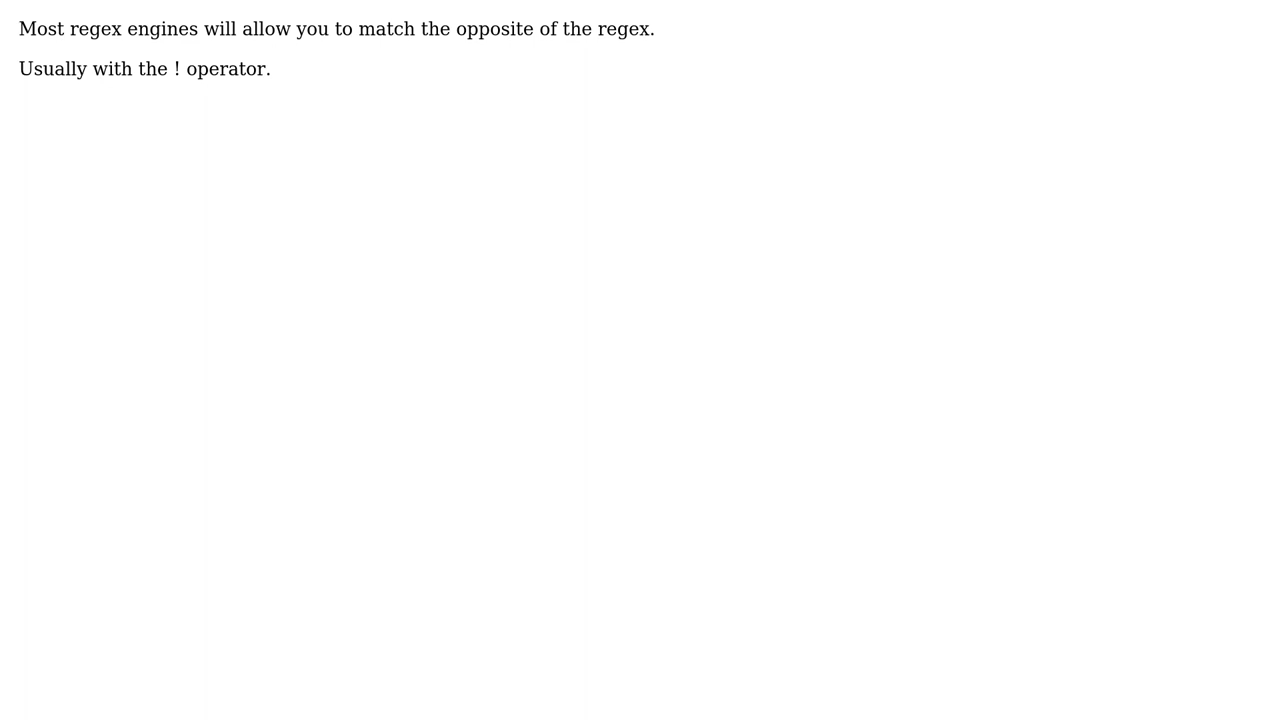 Most regex engines will allow you to match the opposite of the regex.
Usually with the ! operator.